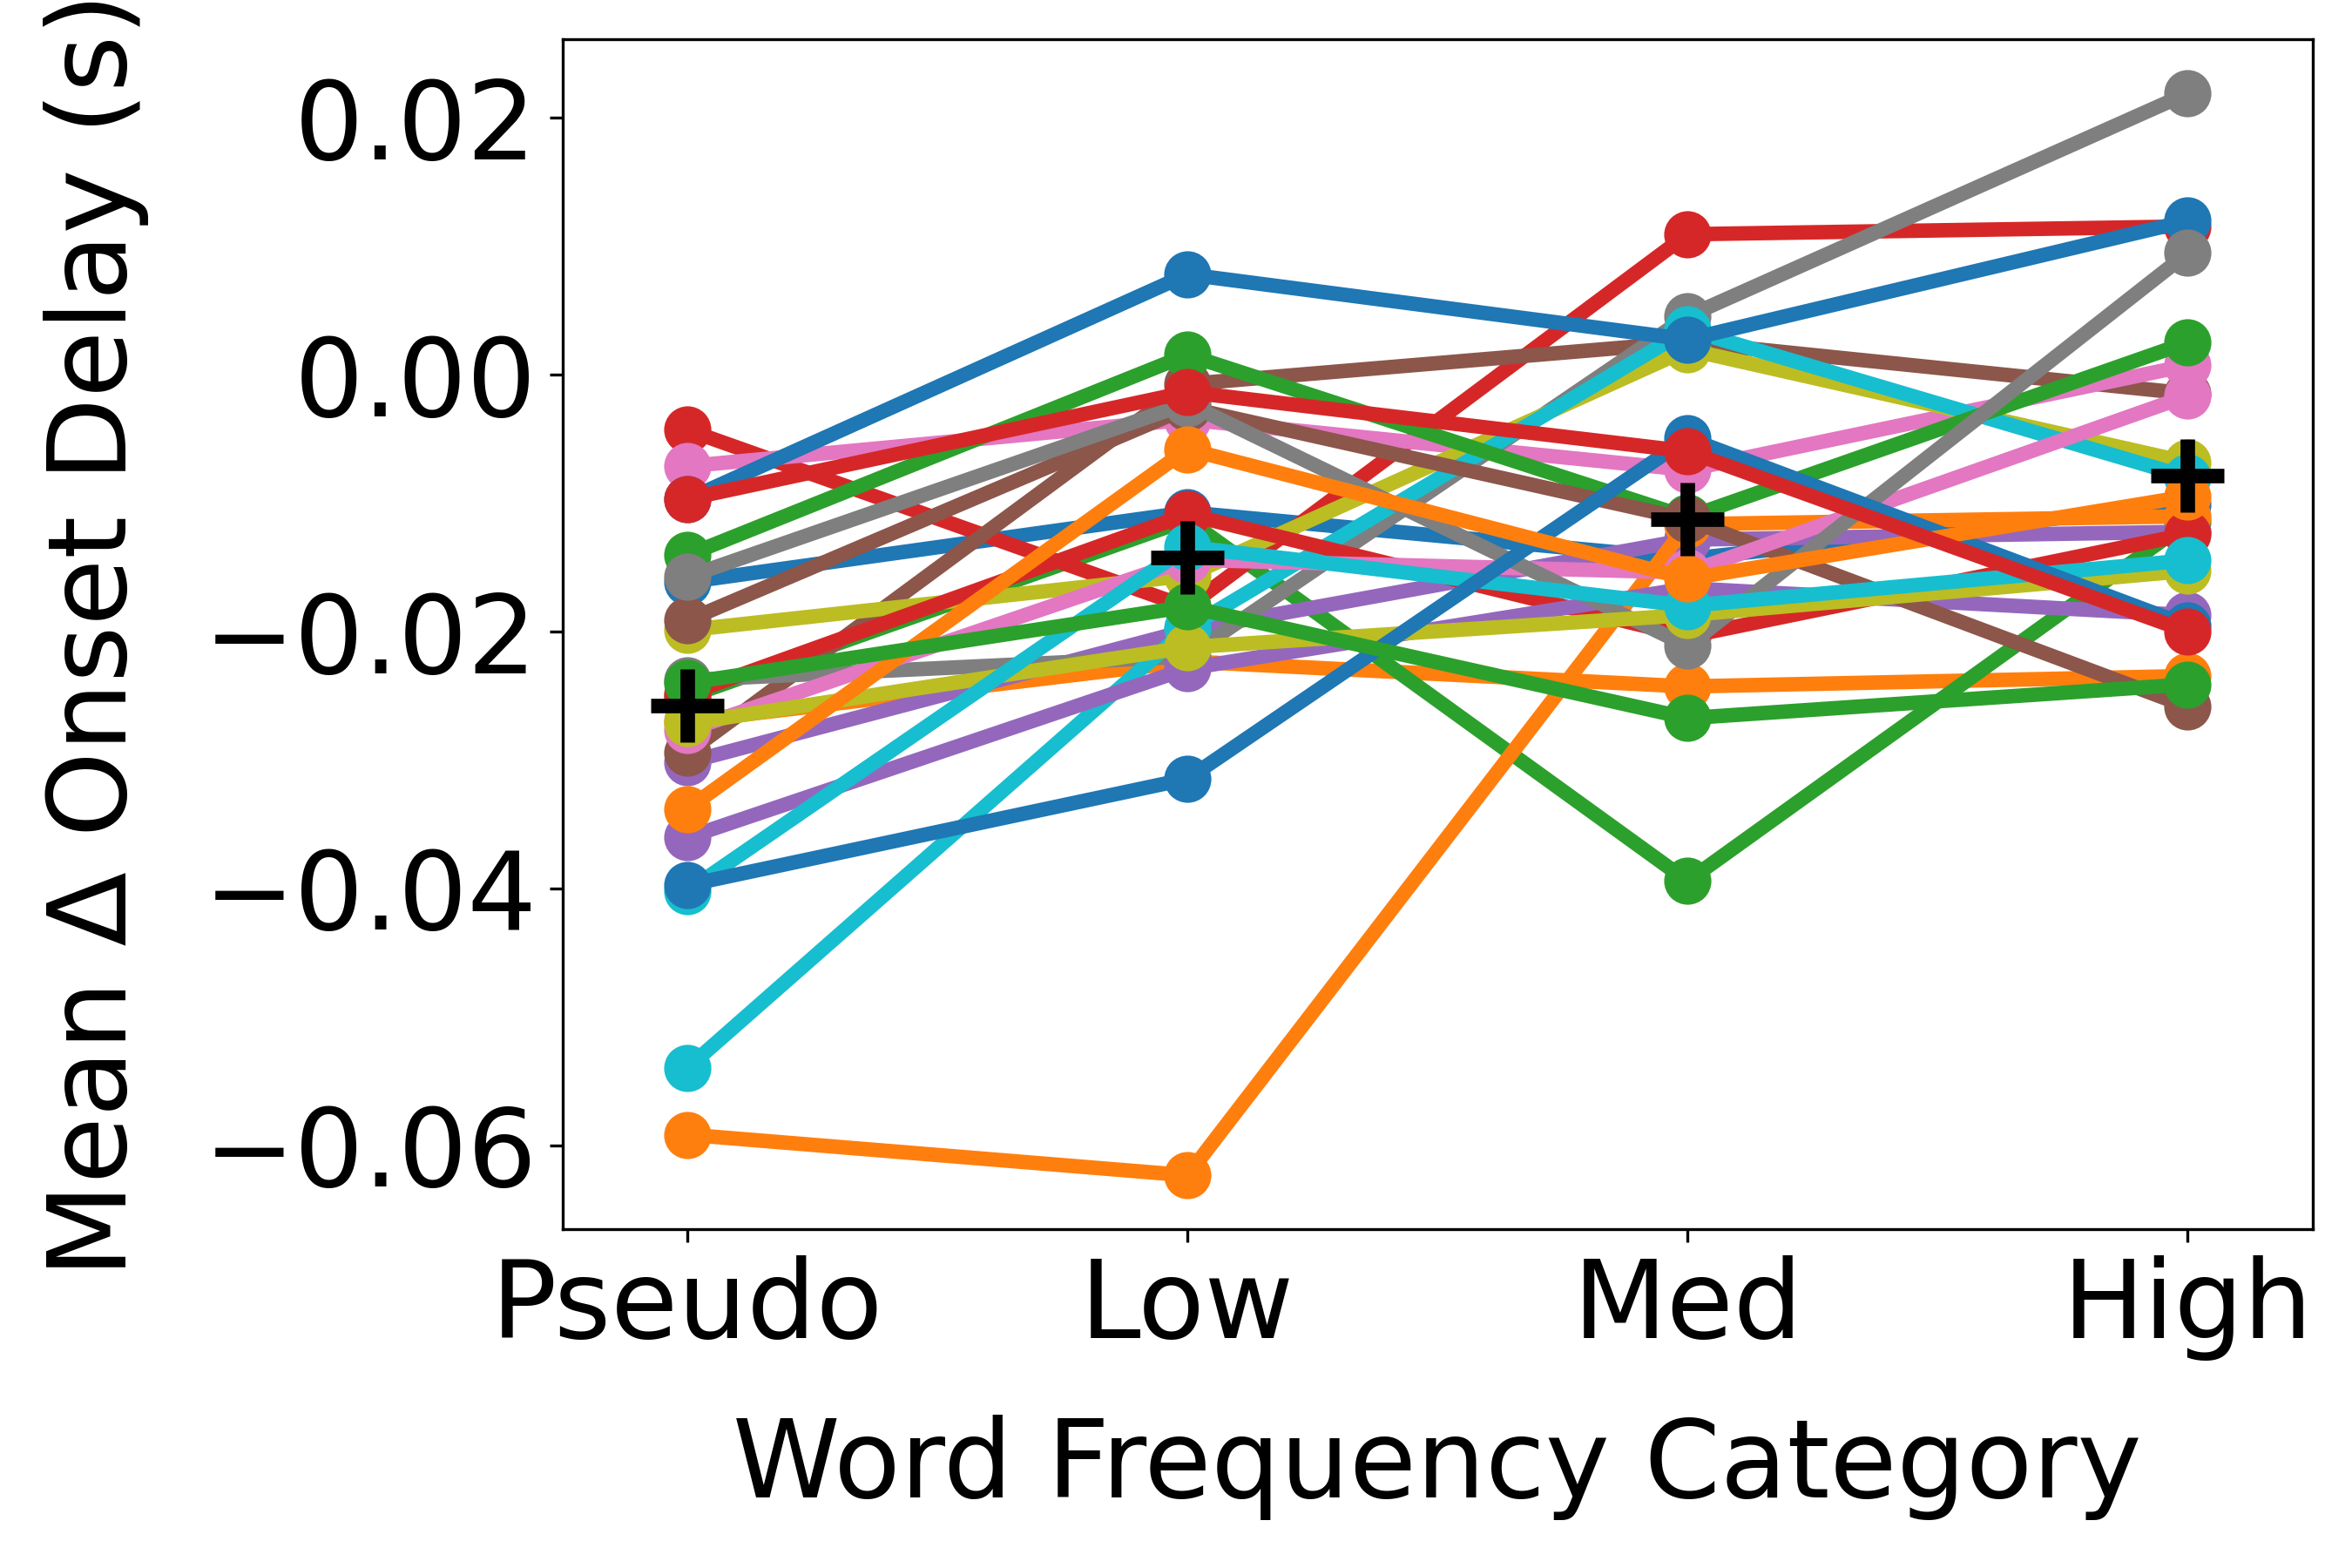 Mean Δ Onset Delay (s)
0.02
0.00
−0.02
−0.04
−0.06
Pseudo Low Med High
Word Frequency Category